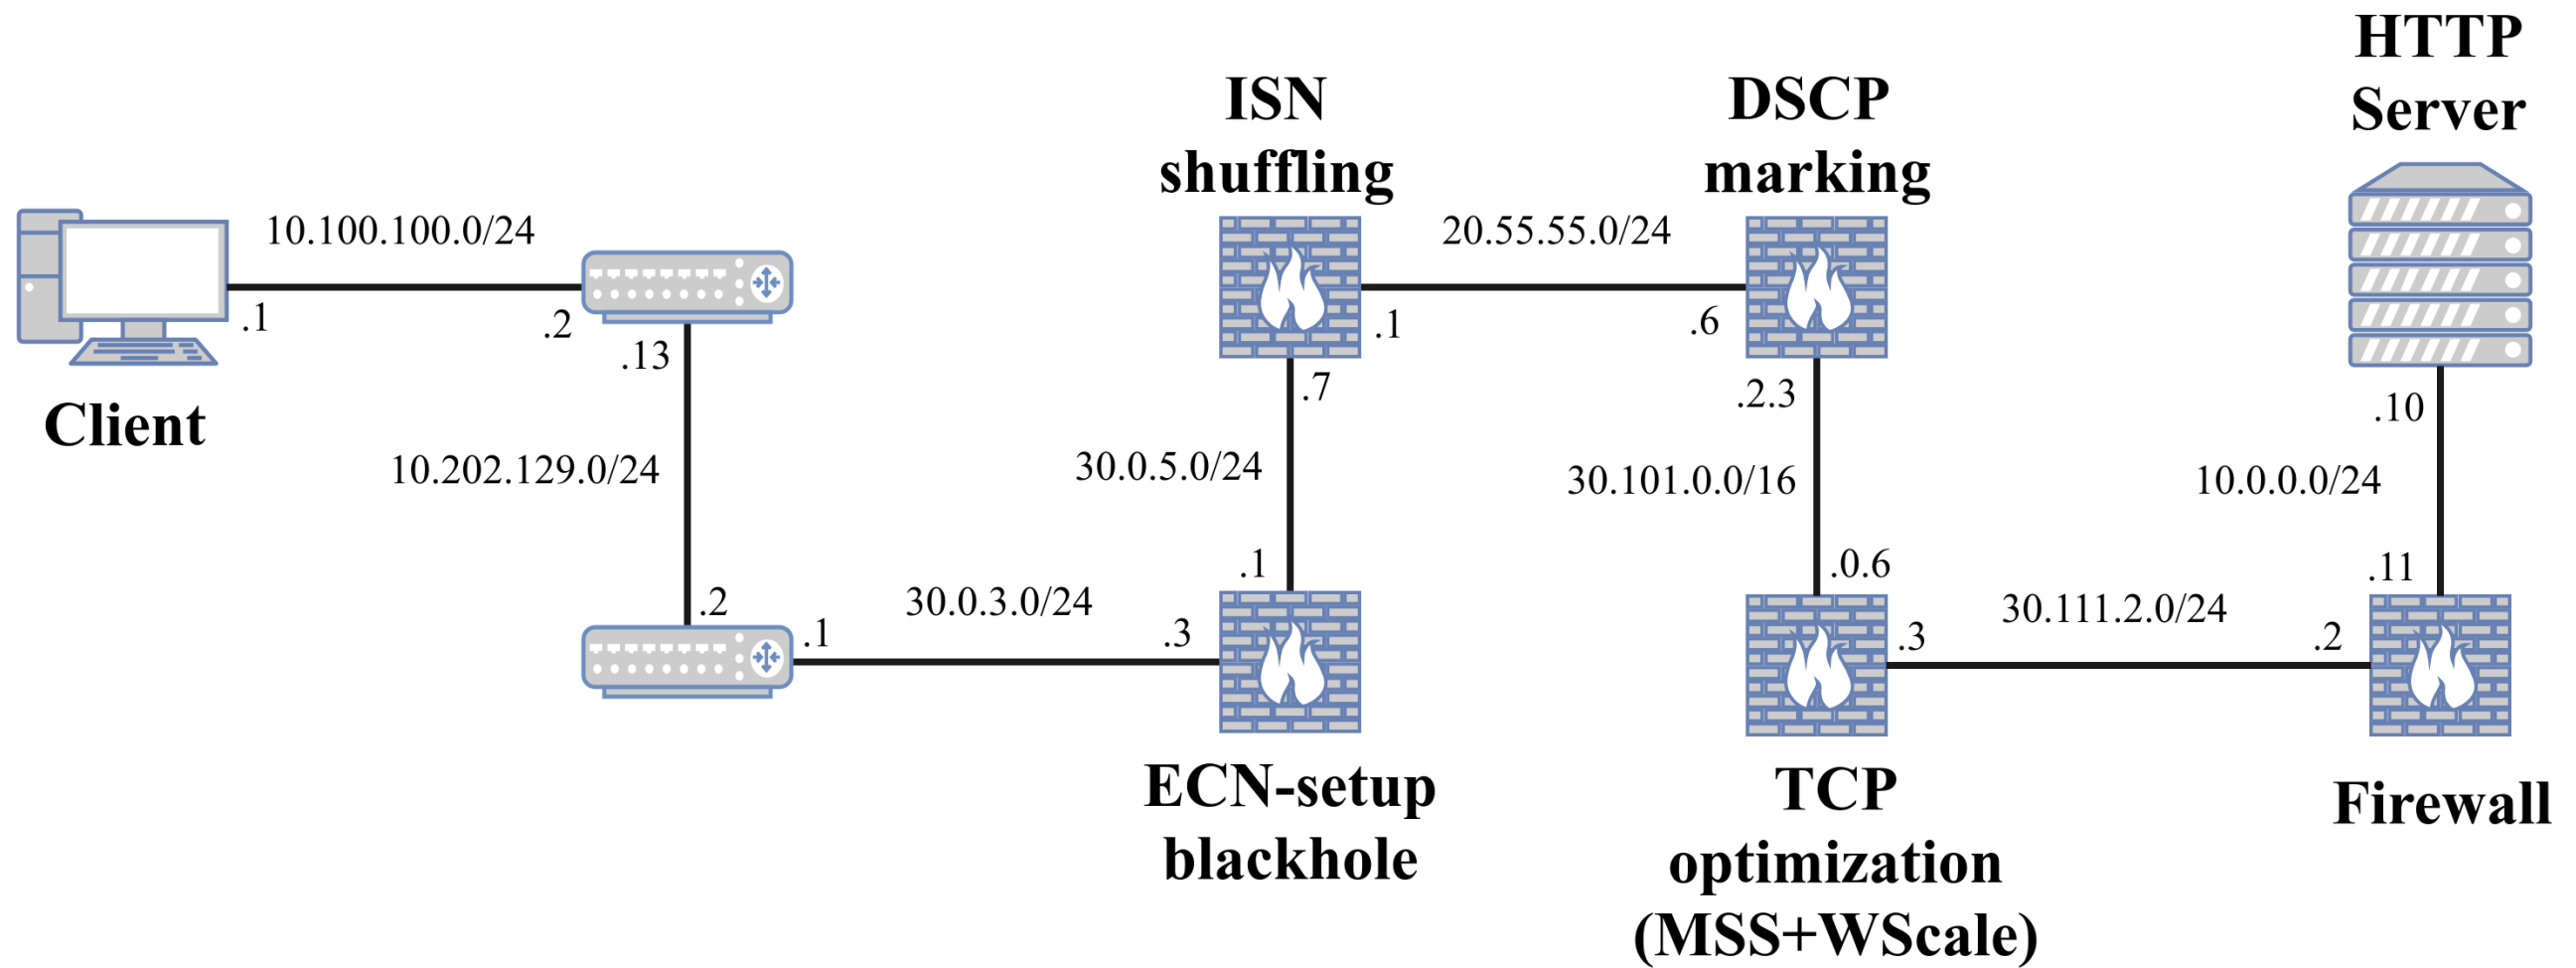 HTTP
Server
ISN
shuffling
DSCP
marking
10.100.100.0/24
20.55.55.0/24
.1
.2
.1
.6
.13
.7
.2.3
.10
Client
10.202.129.0/24
30.0.5.0/24
30.101.0.0/16
10.0.0.0/24
.2
30.0.3.0/24
.1
.0.6
.11
.1
.3
30.111.2.0/24
.3
.2
ECN-setup
blackhole
TCP
optimization
(MSS+WScale)
Firewall